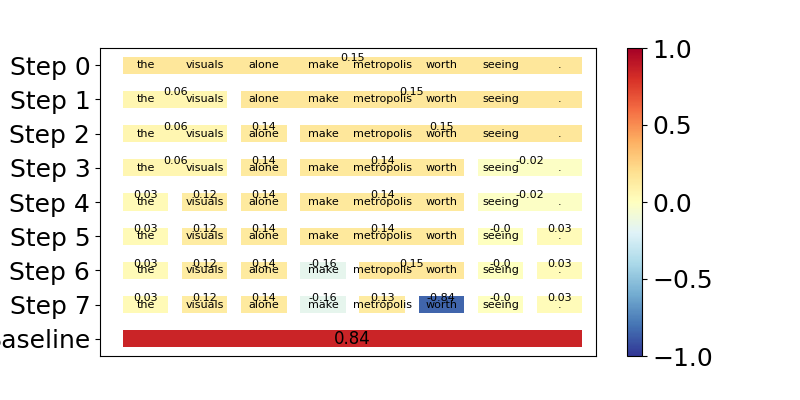 0.15
Step 0 the visuals alone make metropolis worth seeing . 1.0
0.06 0.15
Step 1 the visuals alone make metropolis worth seeing .
0.06 0.14 0.15
Step 2 the visuals alone make metropolis worth seeing . 0.5
0.06 0.14 0.14 -0.02
Step 3 the visuals alone make metropolis worth seeing .
0.03 0.12 0.14 0.14 -0.02
Step 4 the visuals alone make metropolis worth seeing . 0.0
0.03 0.12 0.14 0.14 -0.0 0.03
Step 5 the visuals alone make metropolis worth seeing .
0.03 0.12 0.14 -0.16 0.15 -0.0 0.03
Step 6 the visuals alone make metropolis worth seeing . −0.5
0.03 0.12 0.14 -0.16 0.13 -0.84 -0.0 0.03
Step 7 the visuals alone make metropolis worth seeing .
aseline 0.84 −1.0